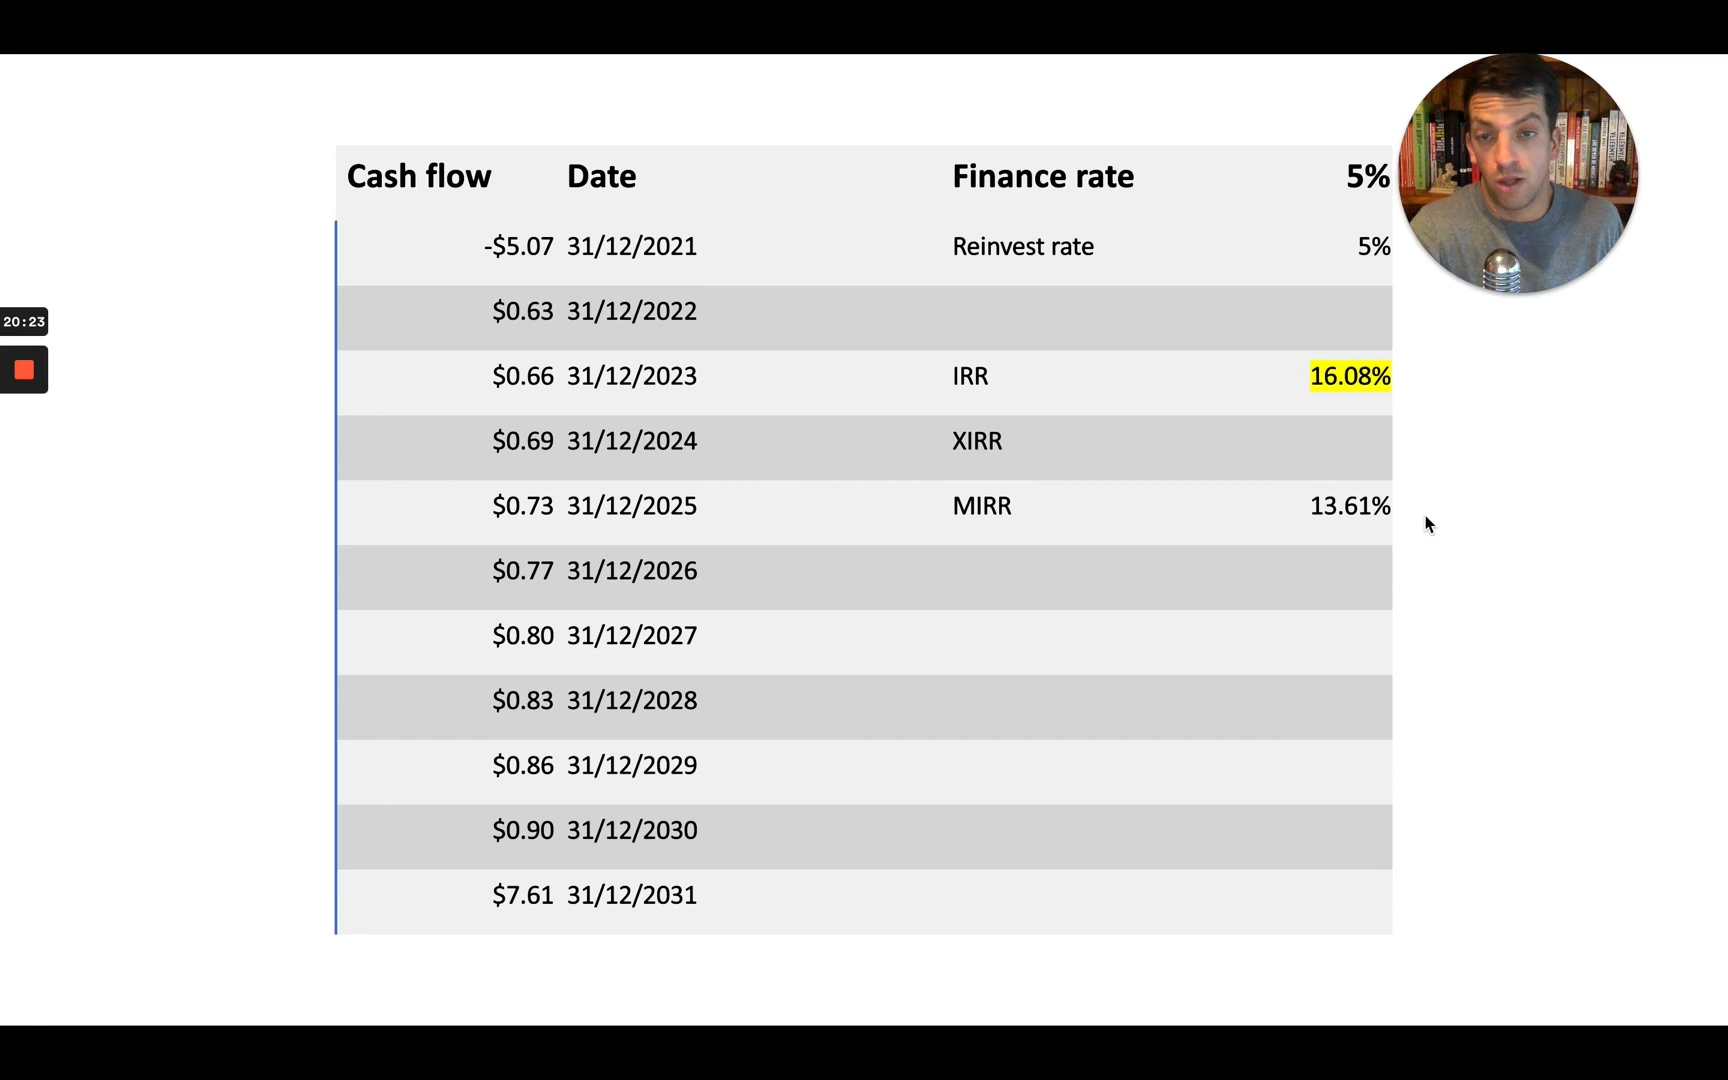 Cash flow Date Finance rate 5%
-$5.07 31/12/2021 Reinvest rate 5%
20:23
$0.63 31/12/2022
$0.66 31/12/2023 IRR 16.08%
$0.69 31/12/2024 XIRR
$0.73 31/12/2025 MIRR 13.61%
$0.77 31/12/2026
$0.80 31/12/2027
$0.83 31/12/2028
$0.86 31/12/2029
$0.90 31/12/2030
$7.61 31/12/2031